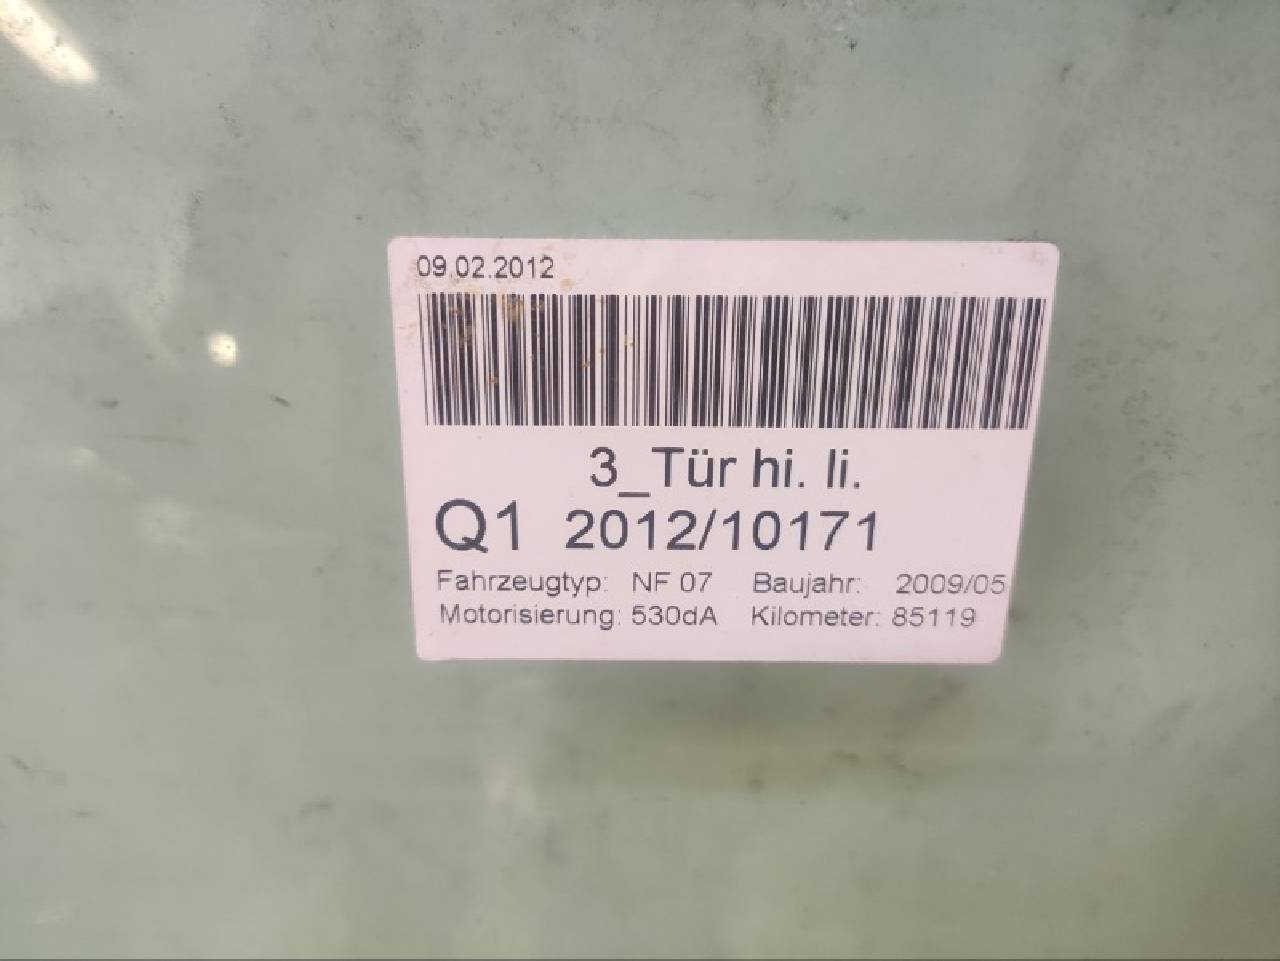 09.02.2012
3_Tür hi. li.
Q1 2012/10171
Fahrzeugtyp: NF 07 Baujahr: 2009/05
Motorisierung: 530dA Kilometer: 85119